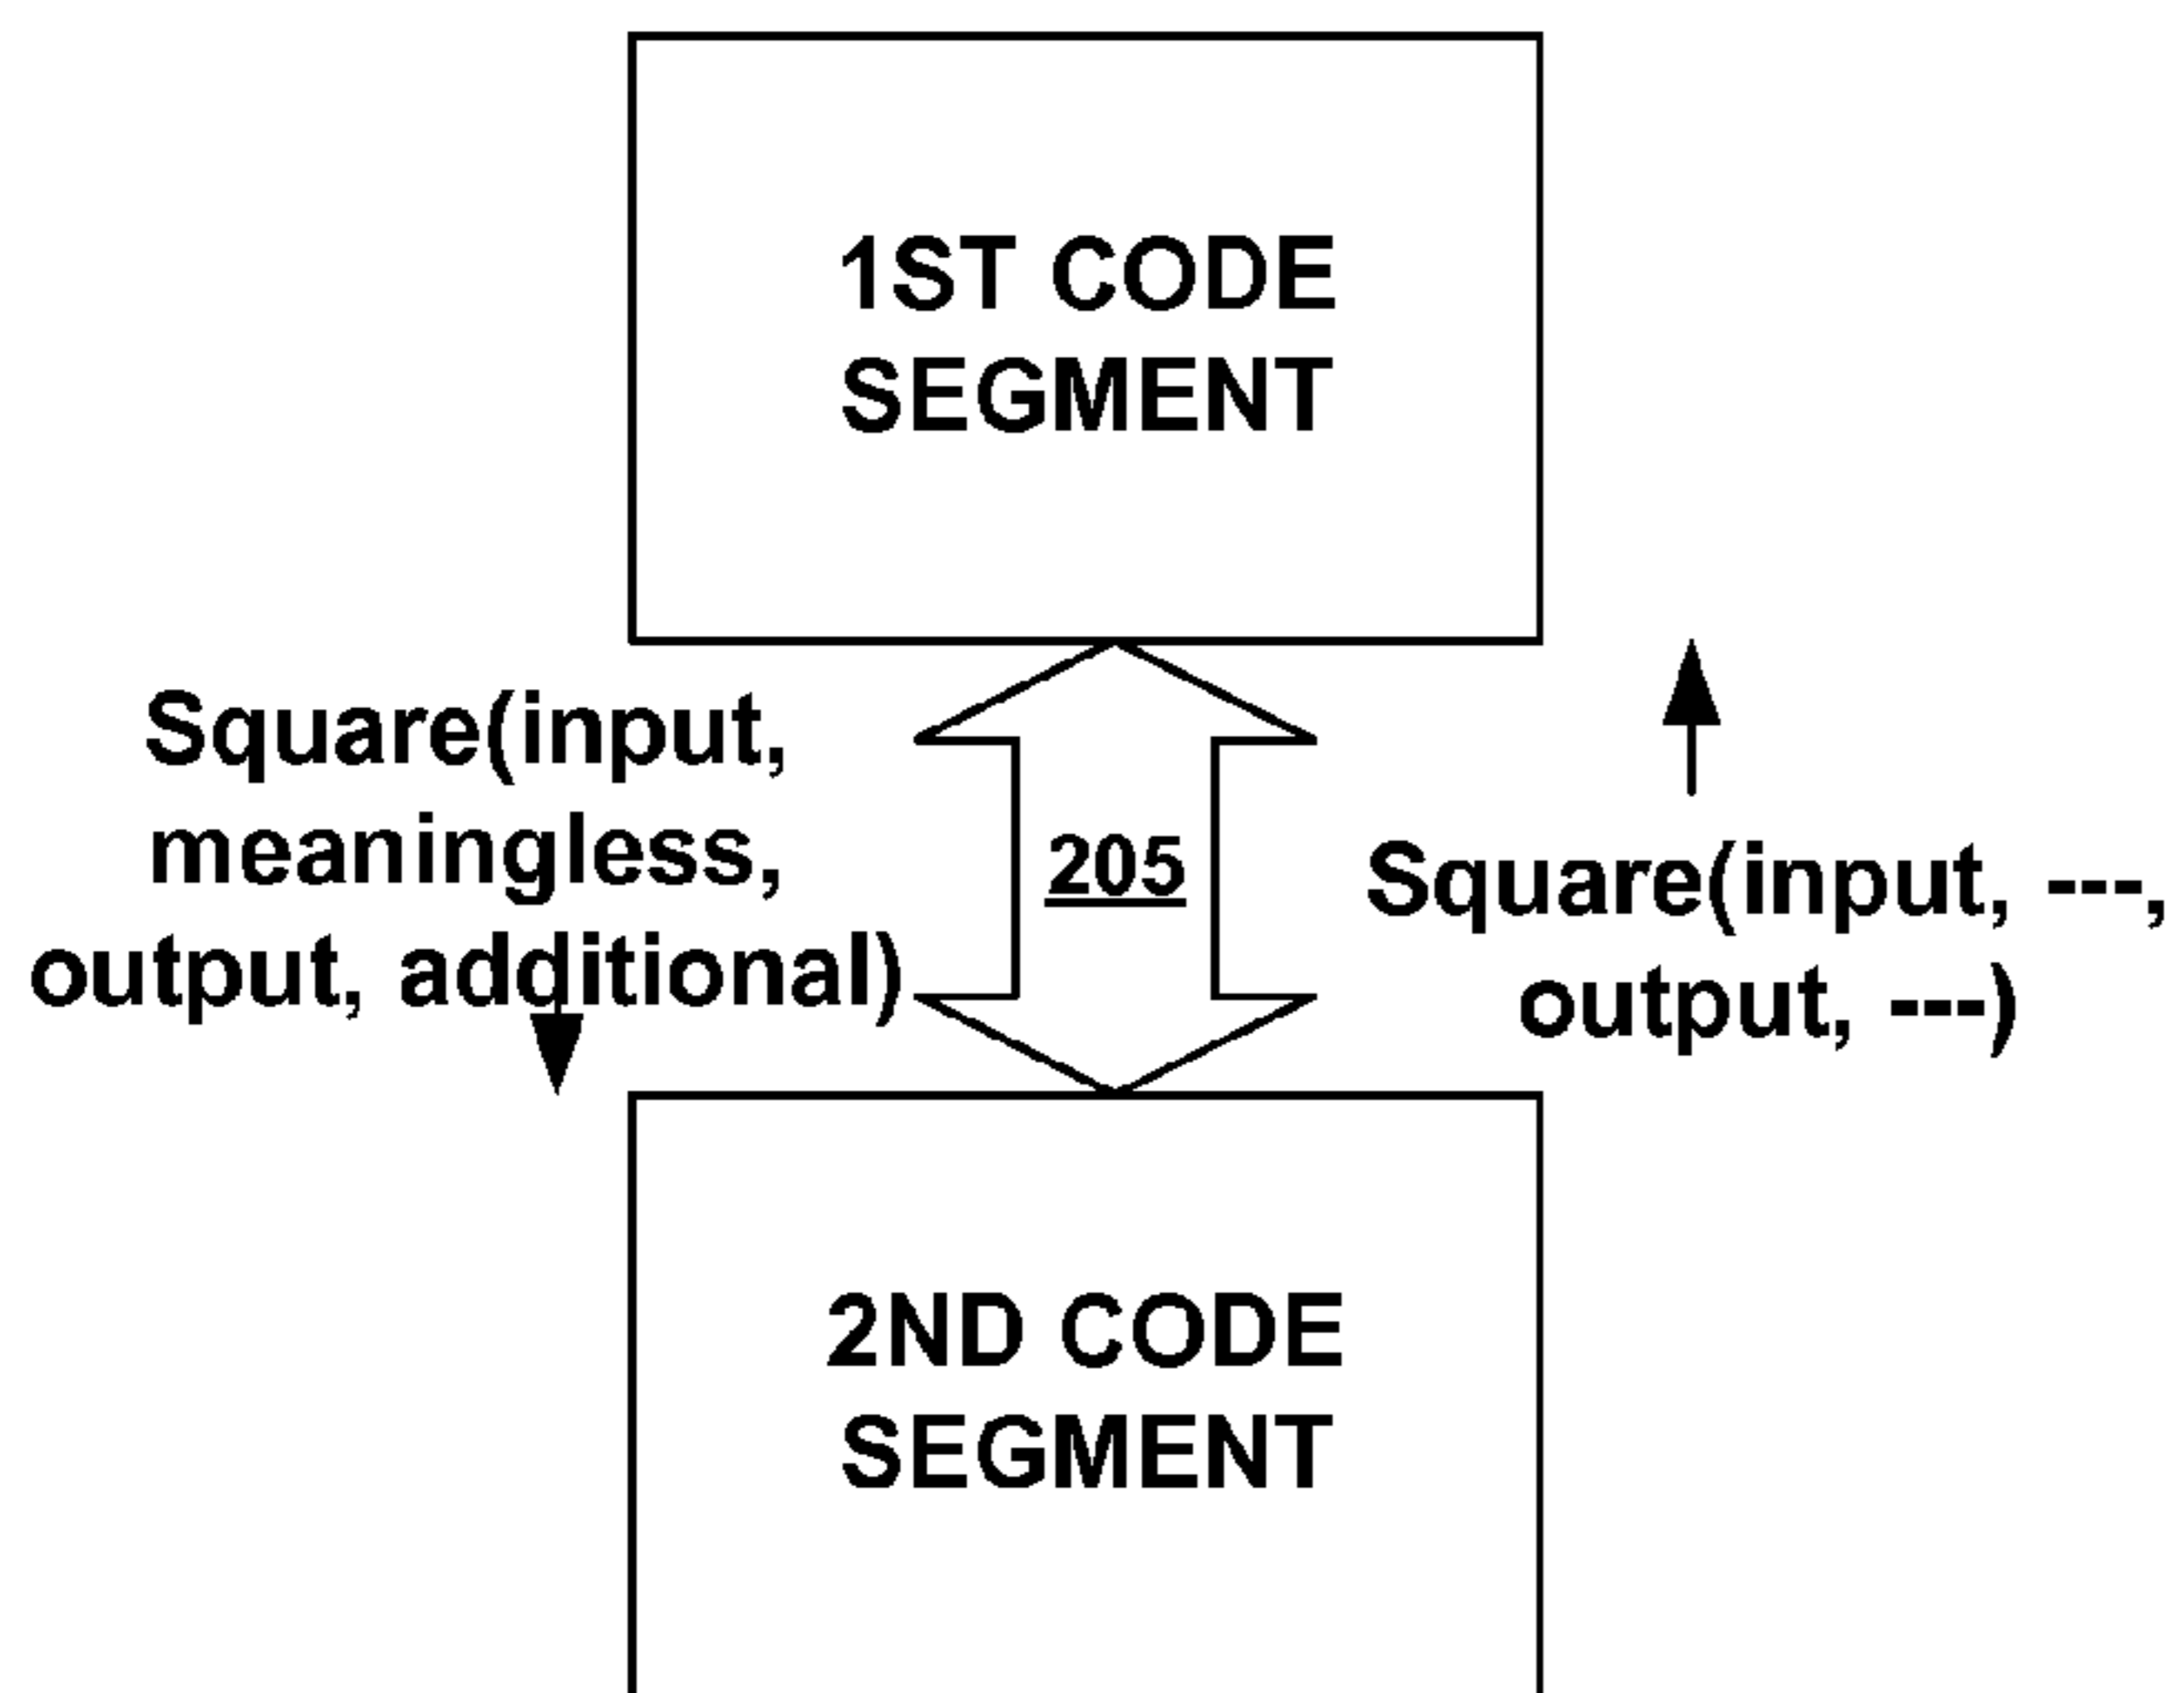 1ST CODE
SEGMENT
Square(input,
meaningless,
output, additional)
205
Square(input, ---,
output, ---)
2ND CODE
SEGMENT